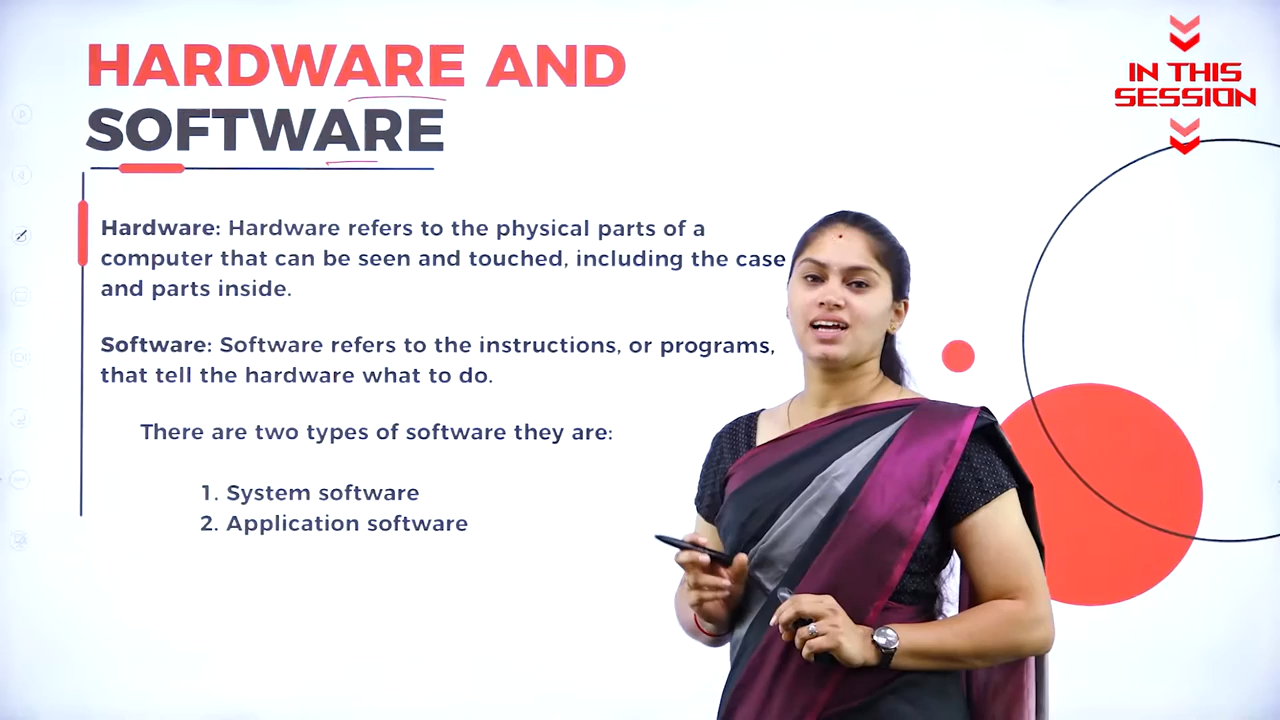 HARDWARE AND
SOFTWARE
IN THIS
SESSION
Hardware: Hardware refers to the physical parts of a
computer that can be seen and touched, including the case
and parts inside.
Software: Software refers to the instructions, or programs,
that tell the hardware what to do.
There are two types of software they are:
1. System software
2. Application software